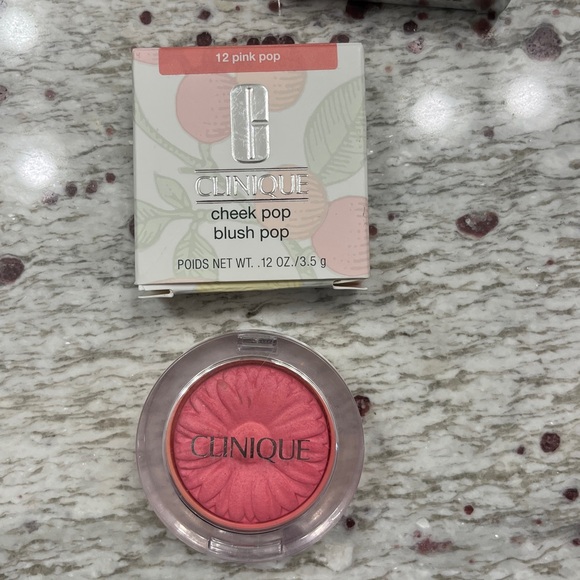 12 pink pop
CLINIQUE
cheek pop
blush pop
POIDS NET WT. .12 OZ./3.5 g
CLINIQUE